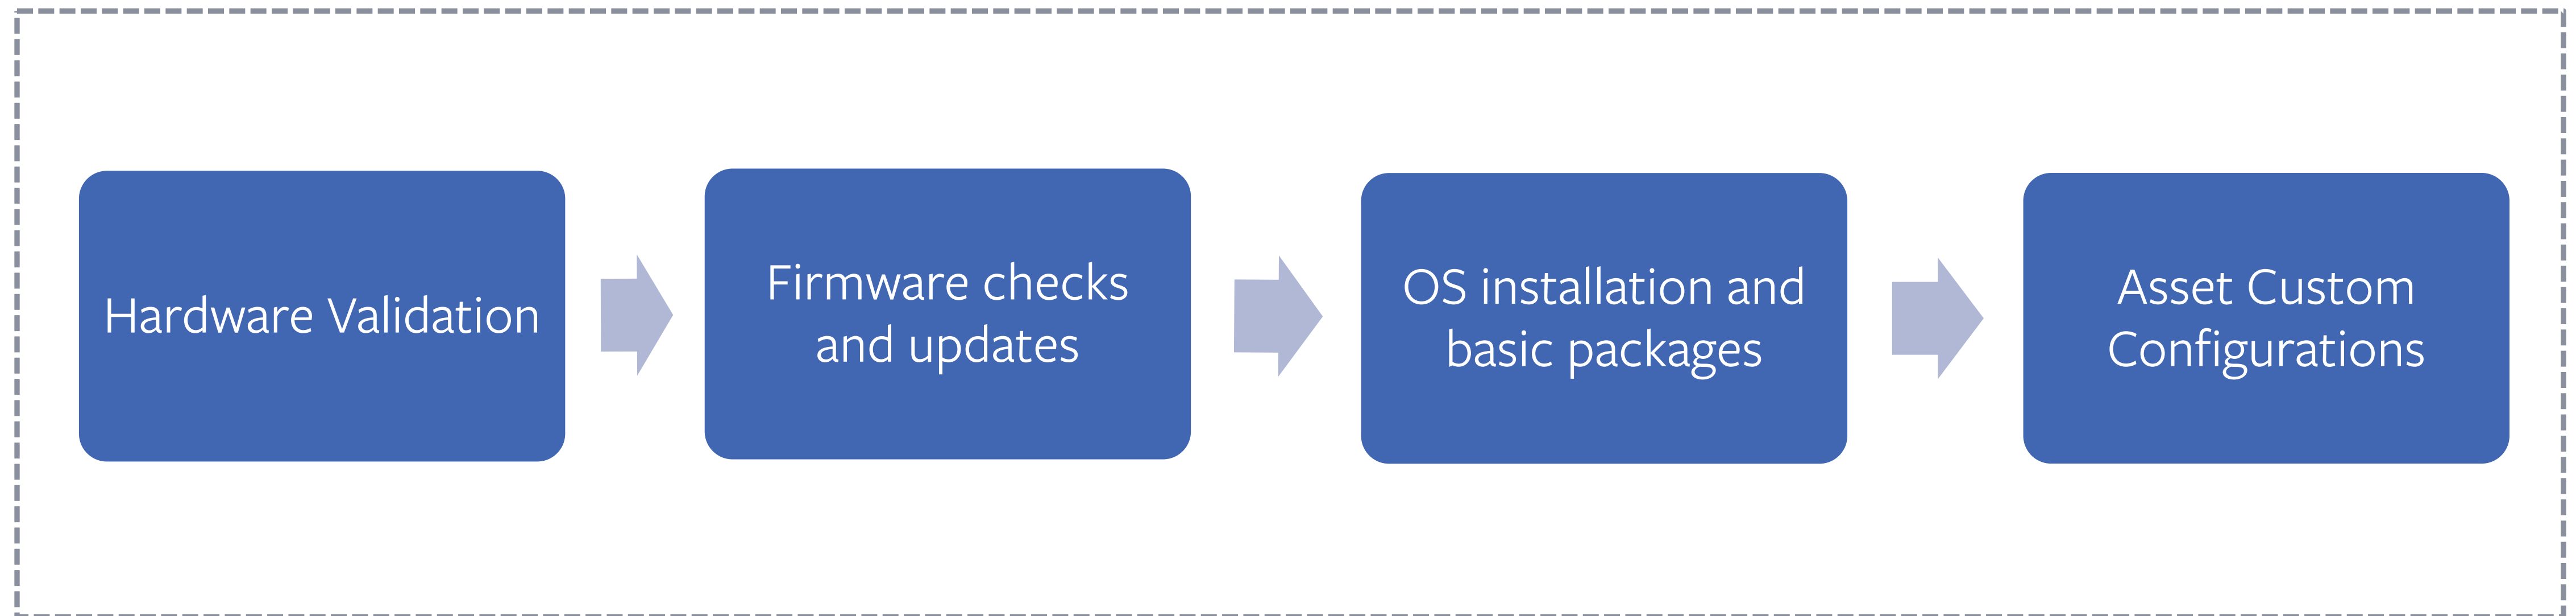 Hardware Validation
Firmware checks
and updates
OS installation and
basic packages
Asset Custom
Configurations